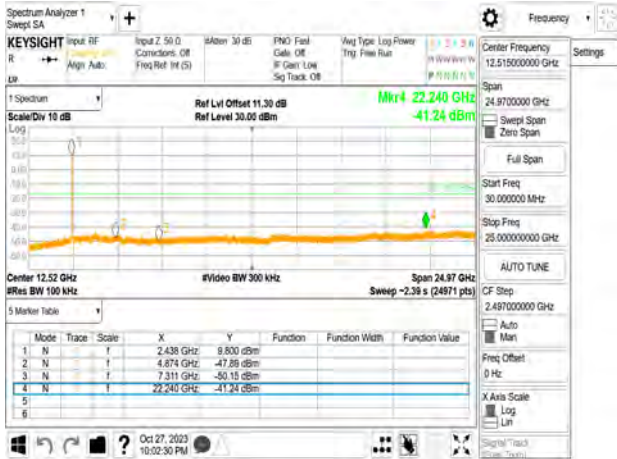 Spectrum Analyzer 1
Swept SA
Frequency
KEYSIGHT
Input: RF
Input Z: 50 Ω
#Atten: 30 dB
PNO: Fast
Avg Type: Log-Power
R
Align: Auto
Corrections: Off
Freq Ref: Int (S)
Gate: Off
IF Gain: Low
Sig Track: Off
Trig: Free Run
1 Spectrum
Scale/Div 10 dB
Ref Lvl Offset 11.30 dB
Ref Level 30.00 dBm
Mkr4 22.240 GHz
-41.24 dBm
Log
Center 12.52 GHz
#Res BW 100 kHz
#Video BW 300 kHz
Span 24.97 GHz
Sweep ~2.39 s (24971 pts)
5 Marker Table
Mode Trace Scale X Y Function Function Width Function Value
1 N f 2.438 GHz 9.800 dBm
2 N f 4.874 GHz -47.89 dBm
3 N f 7.311 GHz -50.15 dBm
4 N f 22.240 GHz -41.24 dBm
5
6
Oct 27, 2023
10:02:30 PM
Center Frequency
12.515000000 GHz
Settings
Span
24.9700000 GHz
Swept Span
Zero Span
Full Span
Start Freq
30.000000 MHz
Stop Freq
25.000000000 GHz
AUTO TUNE
CF Step
2.497000000 GHz
Auto
Man
Freq Offset
0 Hz
X Axis Scale
Log
Lin
Signal Track